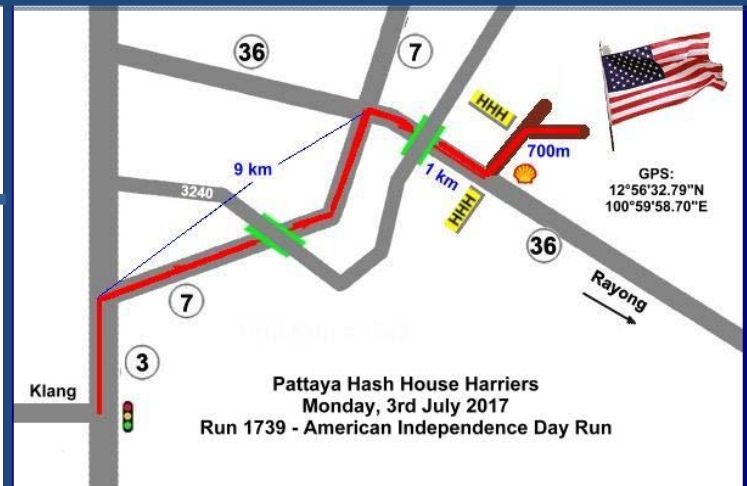 36
7
HHH
9 km
700m
GPS:
12°56'32.79"N
100°59'58.70"E
3240
1 km
HHH
36
7
Rayong
3
Klang
Pattaya Hash House Harriers
Monday, 3rd July 2017
Run 1739 - American Independence Day Run